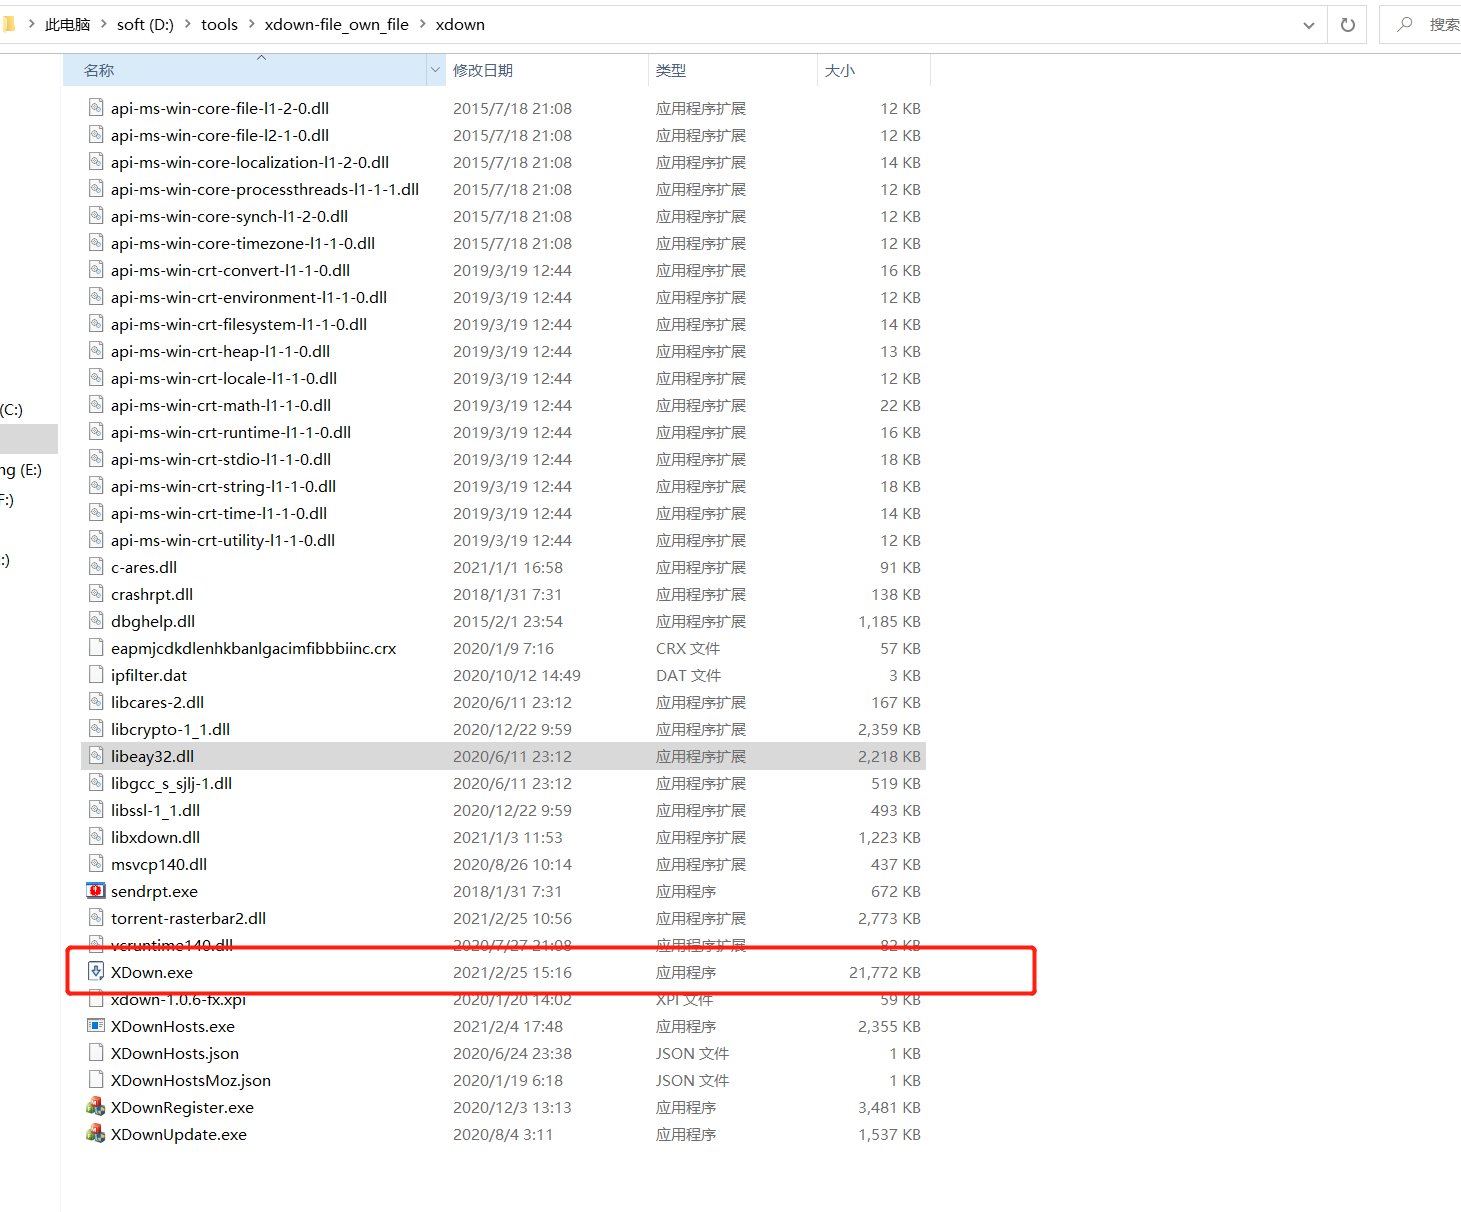 此电脑 › soft (D:) › tools › xdown-file_own_file › xdown 搜索
名称 修改日期 类型 大小
api-ms-win-core-file-l1-2-0.dll 2015/7/18 21:08 应用程序扩展 12 KB
api-ms-win-core-file-l2-1-0.dll 2015/7/18 21:08 应用程序扩展 12 KB
api-ms-win-core-localization-l1-2-0.dll 2015/7/18 21:08 应用程序扩展 14 KB
api-ms-win-core-processthreads-l1-1-1.dll 2015/7/18 21:08 应用程序扩展 12 KB
api-ms-win-core-synch-l1-2-0.dll 2015/7/18 21:08 应用程序扩展 12 KB
api-ms-win-core-timezone-l1-1-0.dll 2015/7/18 21:08 应用程序扩展 12 KB
api-ms-win-crt-convert-l1-1-0.dll 2019/3/19 12:44 应用程序扩展 16 KB
api-ms-win-crt-environment-l1-1-0.dll 2019/3/19 12:44 应用程序扩展 12 KB
api-ms-win-crt-filesystem-l1-1-0.dll 2019/3/19 12:44 应用程序扩展 14 KB
api-ms-win-crt-heap-l1-1-0.dll 2019/3/19 12:44 应用程序扩展 13 KB
api-ms-win-crt-locale-l1-1-0.dll 2019/3/19 12:44 应用程序扩展 12 KB
(C:) api-ms-win-crt-math-l1-1-0.dll 2019/3/19 12:44 应用程序扩展 22 KB
api-ms-win-crt-runtime-l1-1-0.dll 2019/3/19 12:44 应用程序扩展 16 KB
ng (E:) api-ms-win-crt-stdio-l1-1-0.dll 2019/3/19 12:44 应用程序扩展 18 KB
F:) api-ms-win-crt-string-l1-1-0.dll 2019/3/19 12:44 应用程序扩展 18 KB
api-ms-win-crt-time-l1-1-0.dll 2019/3/19 12:44 应用程序扩展 14 KB
api-ms-win-crt-utility-l1-1-0.dll 2019/3/19 12:44 应用程序扩展 12 KB
:) c-ares.dll 2021/1/1 16:58 应用程序扩展 91 KB
crashrpt.dll 2018/1/31 7:31 应用程序扩展 138 KB
dbghelp.dll 2015/2/1 23:54 应用程序扩展 1,185 KB
eapmjcdkdlenhkbanlgacimfibbbiinc.crx 2020/1/9 7:16 CRX 文件 57 KB
ipfilter.dat 2020/10/12 14:49 DAT 文件 3 KB
libcares-2.dll 2020/6/11 23:12 应用程序扩展 167 KB
libcrypto-1_1.dll 2020/12/22 9:59 应用程序扩展 2,359 KB
libeay32.dll 2020/6/11 23:12 应用程序扩展 2,218 KB
libgcc_s_sjlj-1.dll 2020/6/11 23:12 应用程序扩展 519 KB
libssl-1_1.dll 2020/12/22 9:59 应用程序扩展 493 KB
libxdown.dll 2021/1/3 11:53 应用程序扩展 1,223 KB
msvcp140.dll 2020/8/26 10:14 应用程序扩展 437 KB
sendrpt.exe 2018/1/31 7:31 应用程序 672 KB
torrent-rasterbar2.dll 2021/2/25 10:56 应用程序扩展 2,773 KB
vcruntime140.dll 2020/7/27 21:08 应用程序扩展 82 KB
XDown.exe 2021/2/25 15:16 应用程序 21,772 KB
xdown-1.0.6-fx.xpi 2020/1/20 14:02 XPI 文件 59 KB
XDownHosts.exe 2021/2/4 17:48 应用程序 2,355 KB
XDownHosts.json 2020/6/24 23:38 JSON 文件 1 KB
XDownHostsMoz.json 2020/1/19 6:18 JSON 文件 1 KB
XDownRegister.exe 2020/12/3 13:13 应用程序 3,481 KB
XDownUpdate.exe 2020/8/4 3:11 应用程序 1,537 KB